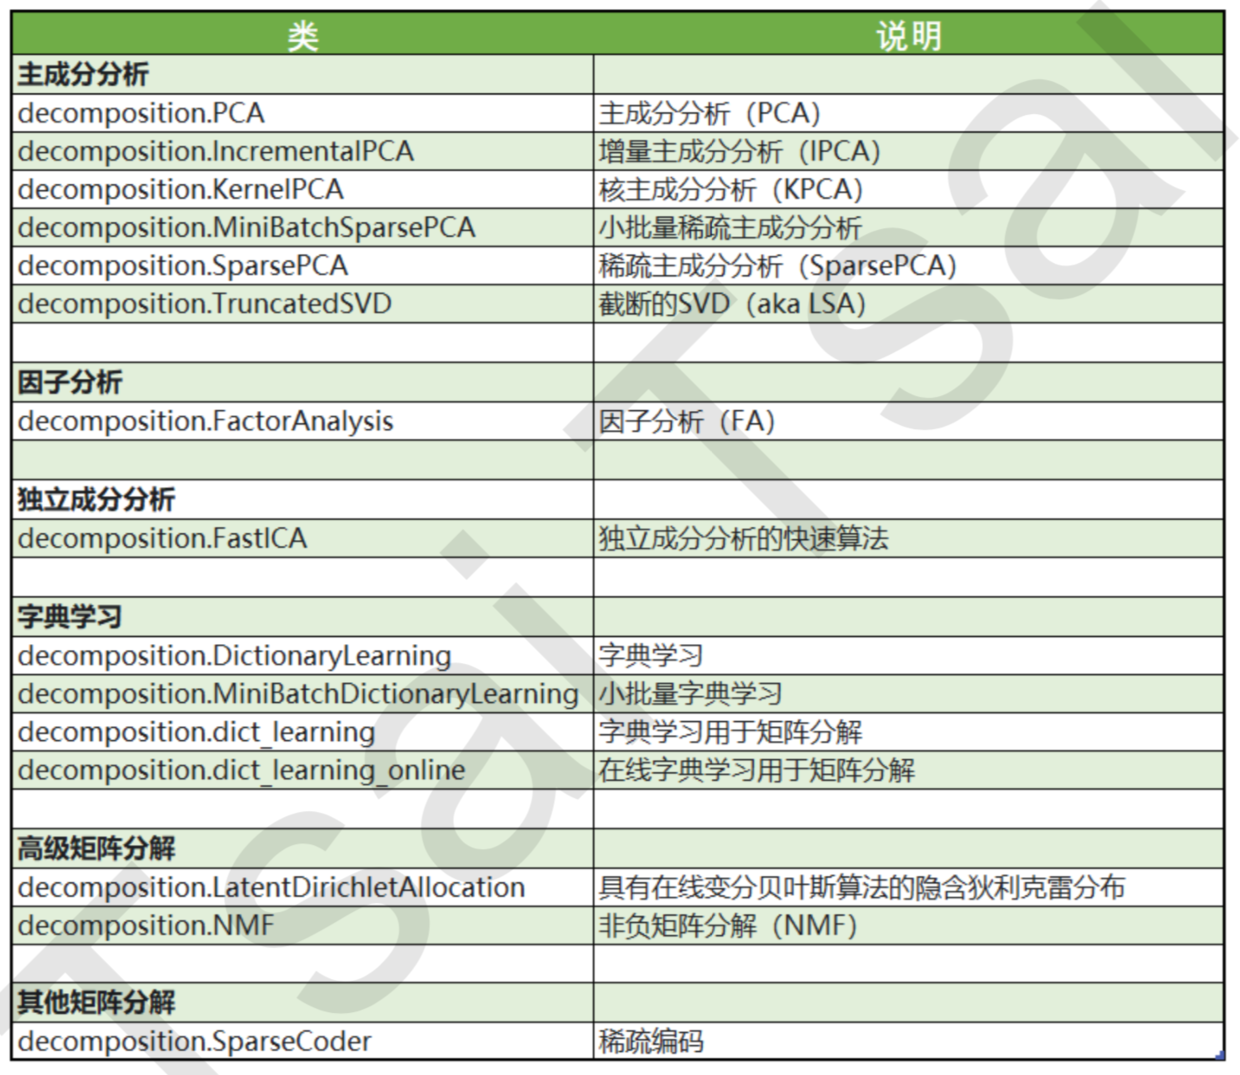 类 说明
主成分分析
decomposition.PCA 主成分分析（PCA）
decomposition.IncrementalPCA 增量主成分分析（IPCA）
decomposition.KernelPCA 核主成分分析（KPCA）
decomposition.MiniBatchSparsePCA 小批量稀疏主成分分析
decomposition.SparsePCA 稀疏主成分分析（SparsePCA）
decomposition.TruncatedSVD 截断的SVD（aka LSA）
因子分析
decomposition.FactorAnalysis 因子分析（FA）
独立成分分析
decomposition.FastICA 独立成分分析的快速算法
字典学习
decomposition.DictionaryLearning 字典学习
decomposition.MiniBatchDictionaryLearning 小批量字典学习
decomposition.dict_learning 字典学习用于矩阵分解
decomposition.dict_learning_online 在线字典学习用于矩阵分解
高级矩阵分解
decomposition.LatentDirichletAllocation 具有在线变分贝叶斯算法的隐含狄利克雷分布
decomposition.NMF 非负矩阵分解（NMF）
其他矩阵分解
decomposition.SparseCoder 稀疏编码
Tsai Tsai